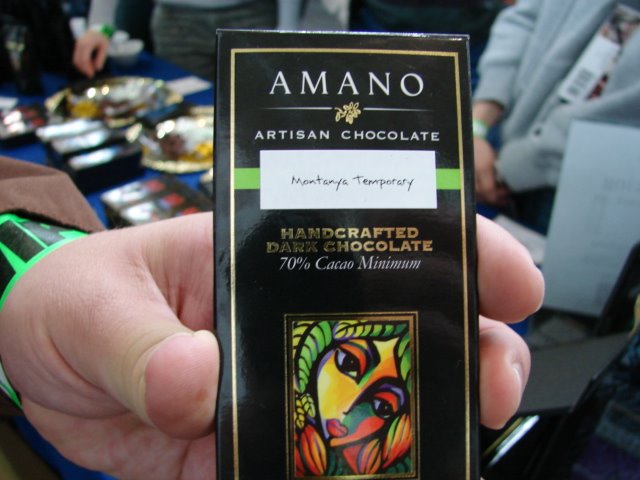 AMANO
ARTISAN CHOCOLATE
Montanya Temporary
HANDCRAFTED
DARK CHOCOLATE
70% Cacao Minimum